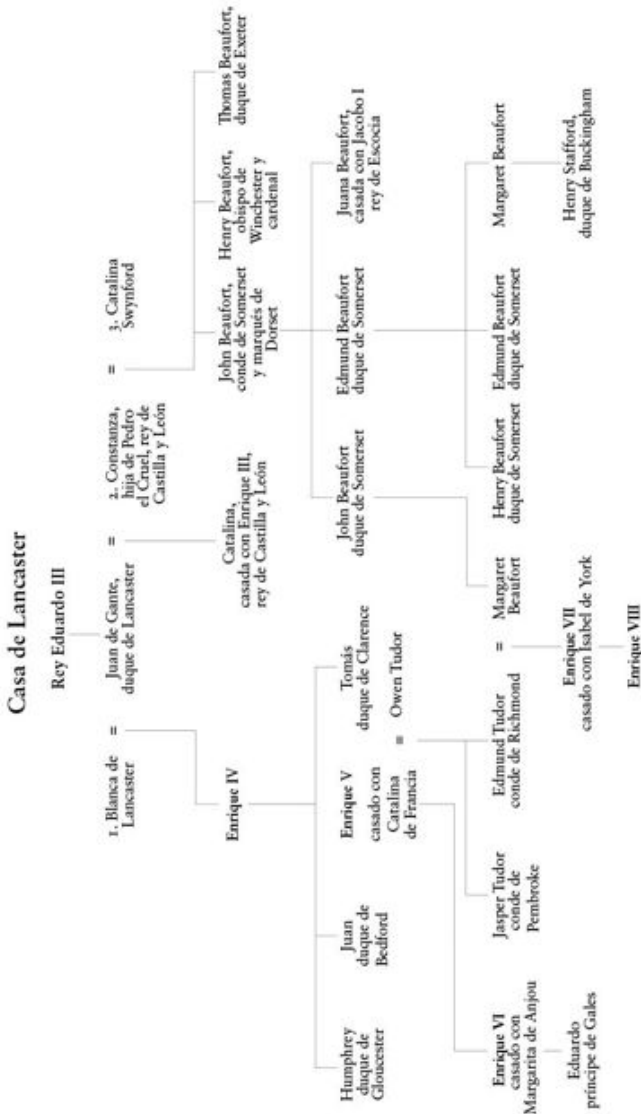 Casa de Lancaster
Rey Eduardo III
1. Blanca de
Lancaster
=
Juan de Gante,
duque de Lancaster
=
2. Constanza,
hija de Pedro
el Cruel, rey de
Castilla y León
=
3. Catalina
Swynford
Enrique IV
Catalina,
casada con Enrique III,
rey de Castilla y León
John Beaufort,
conde de Somerset
y marqués de
Dorset
Henry Beaufort,
obispo de
Winchester y
cardenal
Thomas Beaufort,
duque de Exeter
Humphrey
duque de
Gloucester
Juan
duque de
Bedford
Enrique V
casado con
Catalina
de Francia
=
Owen Tudor
Tomás
duque de Clarence
John Beaufort
duque de Somerset
Edmund Beaufort
duque de Somerset
Juana Beaufort,
casada con Jacobo I
rey de Escocia
Enrique VI
casado con
Margarita de Anjou
Jasper Tudor
conde de
Pembroke
Edmund Tudor
conde de Richmond
=
Margaret
Beaufort
Henry Beaufort
duque de Somerset
Edmund Beaufort
duque de Somerset
Margaret Beaufort
Eduardo
príncipe de Gales
Enrique VII
casado con Isabel de York
Henry Stafford,
duque de Buckingham
Enrique VIII